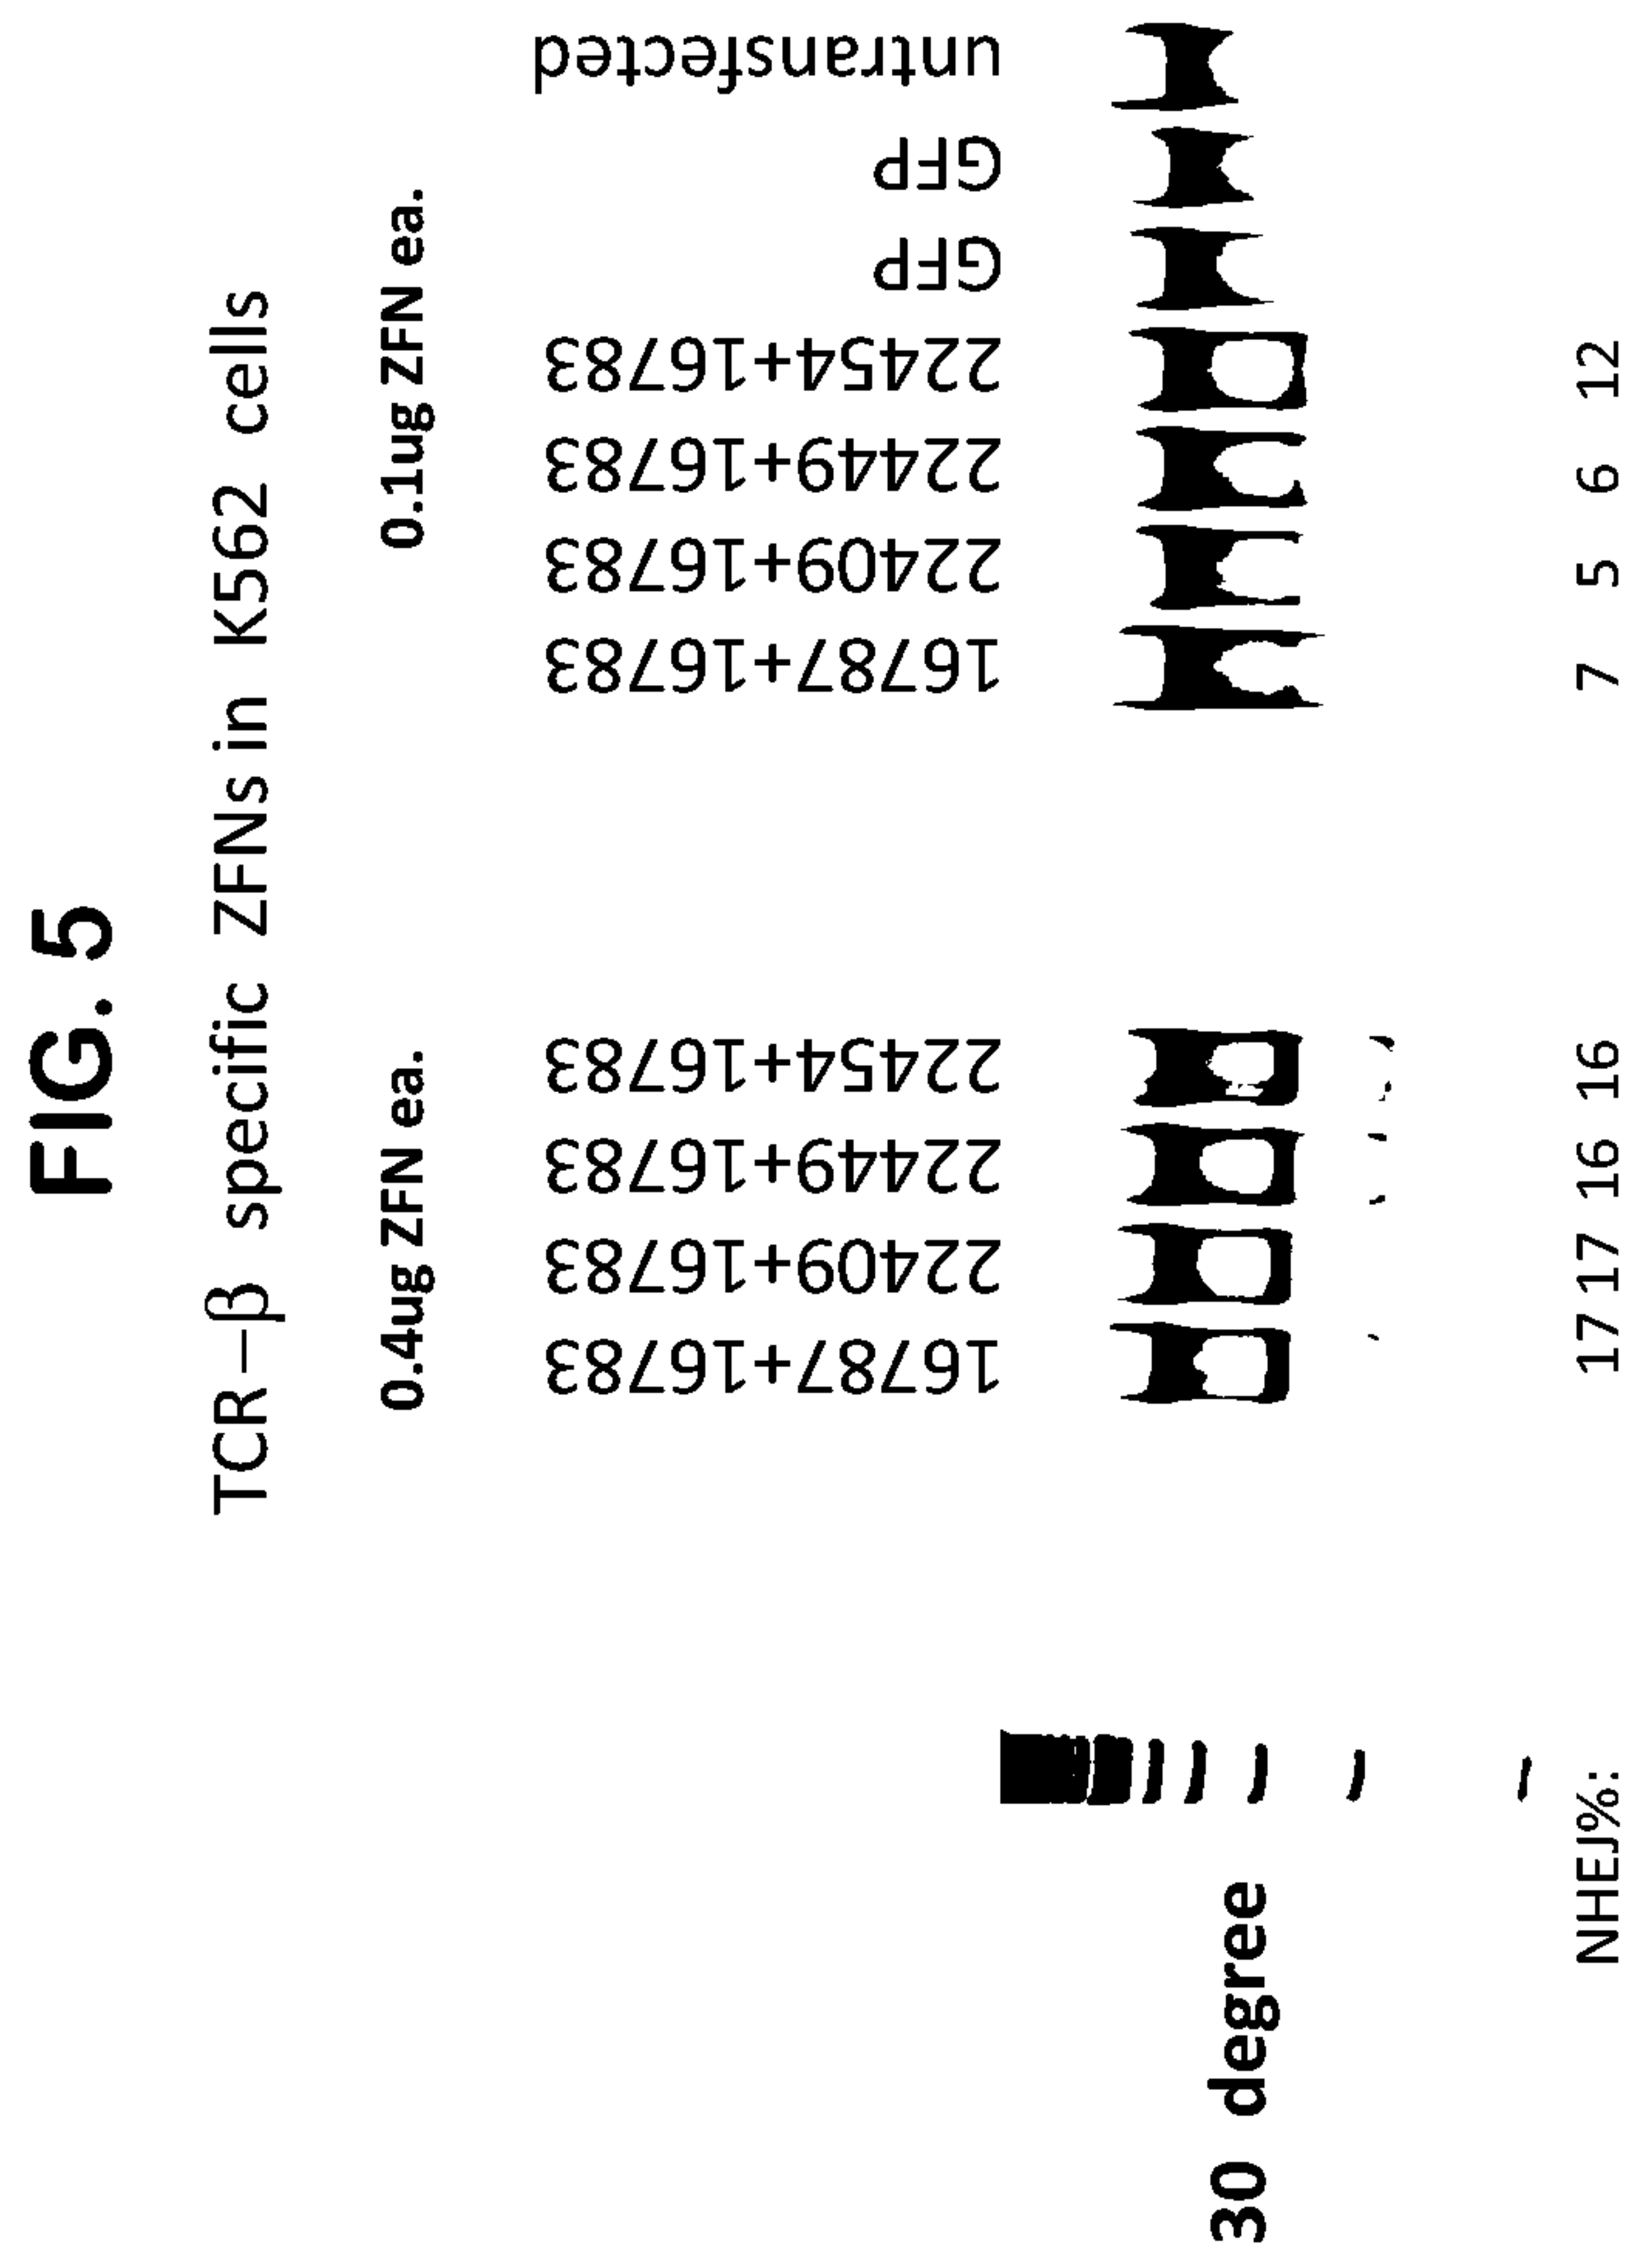 FIG. 5
TCR–β specific ZFNs in K562 cells
0.4ug ZFN ea.
0.1ug ZFN ea.
16787+16783
22409+16783
22449+16783
22454+16783
16787+16783
22409+16783
22449+16783
22454+16783
GFP
GFP
untransfected
30 degree
NHEJ%: 17 17 16 16 7 5 6 12